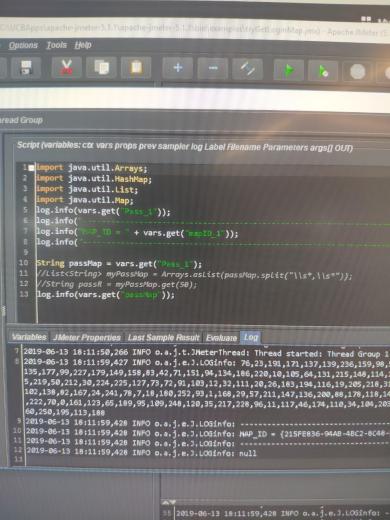 D:\UCBApps\apache-jmeter-5.1.1\apache-jmeter-5.1.1\bin\examples\tryGetLoginMap.jmx) - Apache JMeter (5.
Options Tools Help
Thread Group
Script (variables: ctx vars props prev sampler log Label Filename Parameters args[] OUT)
1 import java.util.Arrays;
2 import java.util.HashMap;
3 import java.util.List;
4 import java.util.Map;
5 log.info(vars.get("Pass_1"));
6 log.info("
7 log.info("MAP_ID = " + vars.get("mapID_1"));
8 log.info("
9
10 String passMap = vars.get("Pass_1");
11 //List<String> myPassMap = Arrays.asList(passMap.split("\\s*,\\s*"));
12 //String passR = myPassMap.get(50);
13 log.info(vars.get("passMap"));
Variables JMeter Properties Last Sample Result Evaluate Log
7 2019-06-13 18:11:50,266 INFO o.a.j.t.JMeterThread: Thread started: Thread Group 1
8 2019-06-13 18:11:59,427 INFO o.a.j.e.J.LOGinfo: 76,23,191,171,137,139,236,159,98,
135,177,99,227,179,149,158,83,42,71,151,94,134,186,220,10,105,64,131,215,148,114,
5,219,50,212,30,224,225,127,73,72,91,103,12,32,111,20,26,183,194,116,19,205,218,
102,138,82,167,24,241,78,7,18,180,252,93,1,168,29,57,211,147,136,200,88,178,118,
,222,70,0,161,123,65,189,95,109,248,120,35,217,228,96,11,117,46,174,110,34,104,203
60,250,195,113,188
9 2019-06-13 18:11:59,428 INFO o.a.j.e.J.LOGinfo: ----------
10 2019-06-13 18:11:59,428 INFO o.a.j.e.J.LOGinfo: MAP_ID = {215FE836-94AB-4BC2-8C48-
11 2019-06-13 18:11:59,428 INFO o.a.j.e.J.LOGinfo: ----------
12 2019-06-13 18:11:59,428 INFO o.a.j.e.J.LOGinfo: null
13
55 2019-06-13 18:11:59,428 INFO o.a.j.e.J.LOGinfo: -